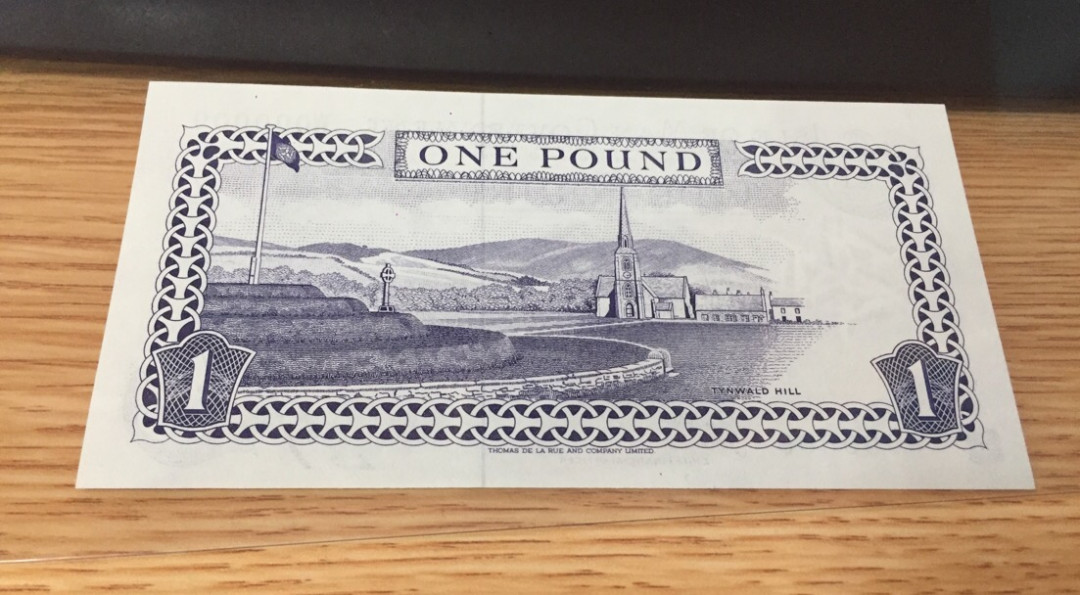 ONE POUND
TYNWALD HILL
1
1
THOMAS DE LA RUE AND COMPANY LIMITED.